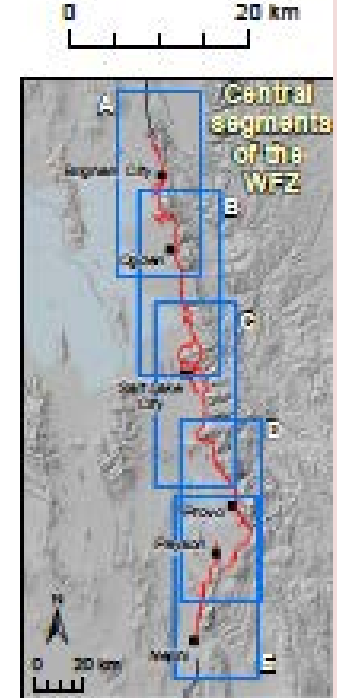 0 20 km
A
Central
segments
of the
WFZ
Brigham City
B
Ogden
C
Salt Lake
City
D
Provo
Payson
N
Nephi
0 20 km
E